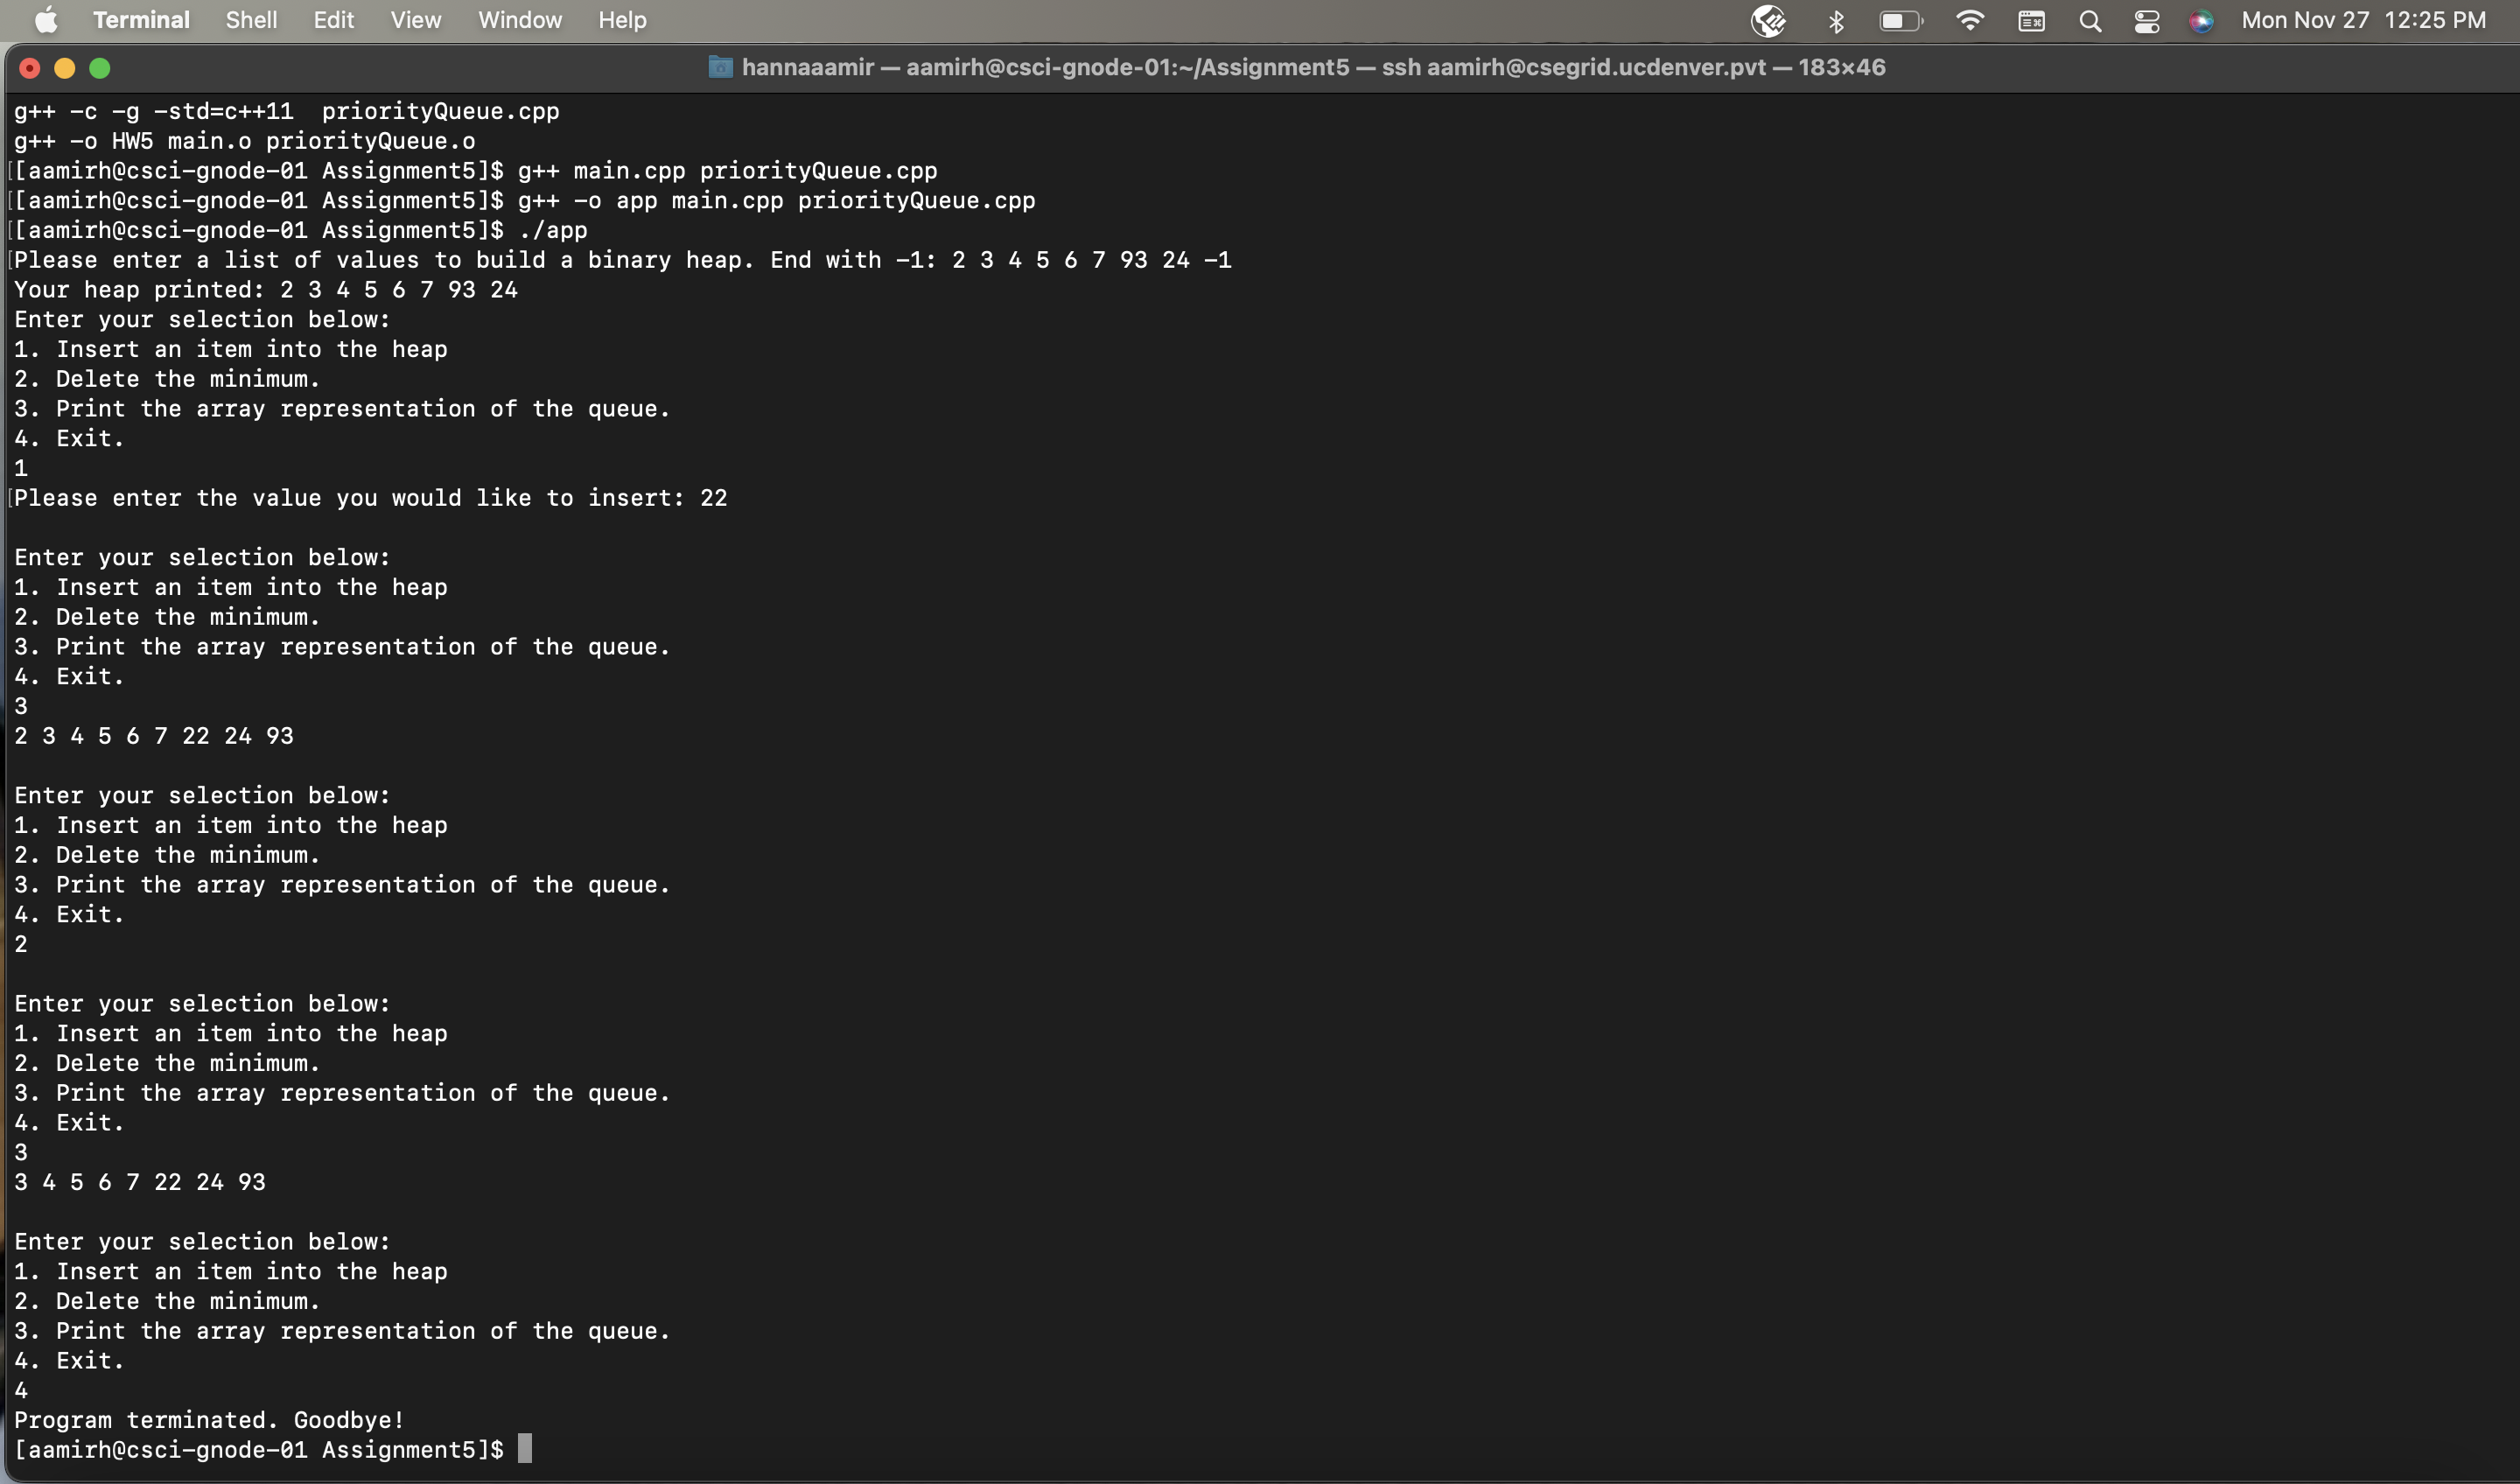 Terminal Shell Edit View Window Help Mon Nov 27 12:25 PM
hannaaamir — aamirh@csci-gnode-01:~/Assignment5 — ssh aamirh@csegrid.ucdenver.pvt — 183×46
g++ -c -g -std=c++11  priorityQueue.cpp
g++ -o HW5 main.o priorityQueue.o
[[aamirh@csci-gnode-01 Assignment5]$ g++ main.cpp priorityQueue.cpp
[[aamirh@csci-gnode-01 Assignment5]$ g++ -o app main.cpp priorityQueue.cpp
[[aamirh@csci-gnode-01 Assignment5]$ ./app
[Please enter a list of values to build a binary heap. End with -1: 2 3 4 5 6 7 93 24 -1
Your heap printed: 2 3 4 5 6 7 93 24
Enter your selection below:
1. Insert an item into the heap
2. Delete the minimum.
3. Print the array representation of the queue.
4. Exit.
1
[Please enter the value you would like to insert: 22
Enter your selection below:
1. Insert an item into the heap
2. Delete the minimum.
3. Print the array representation of the queue.
4. Exit.
3
2 3 4 5 6 7 22 24 93
Enter your selection below:
1. Insert an item into the heap
2. Delete the minimum.
3. Print the array representation of the queue.
4. Exit.
2
Enter your selection below:
1. Insert an item into the heap
2. Delete the minimum.
3. Print the array representation of the queue.
4. Exit.
3
3 4 5 6 7 22 24 93
Enter your selection below:
1. Insert an item into the heap
2. Delete the minimum.
3. Print the array representation of the queue.
4. Exit.
4
Program terminated. Goodbye!
[aamirh@csci-gnode-01 Assignment5]$